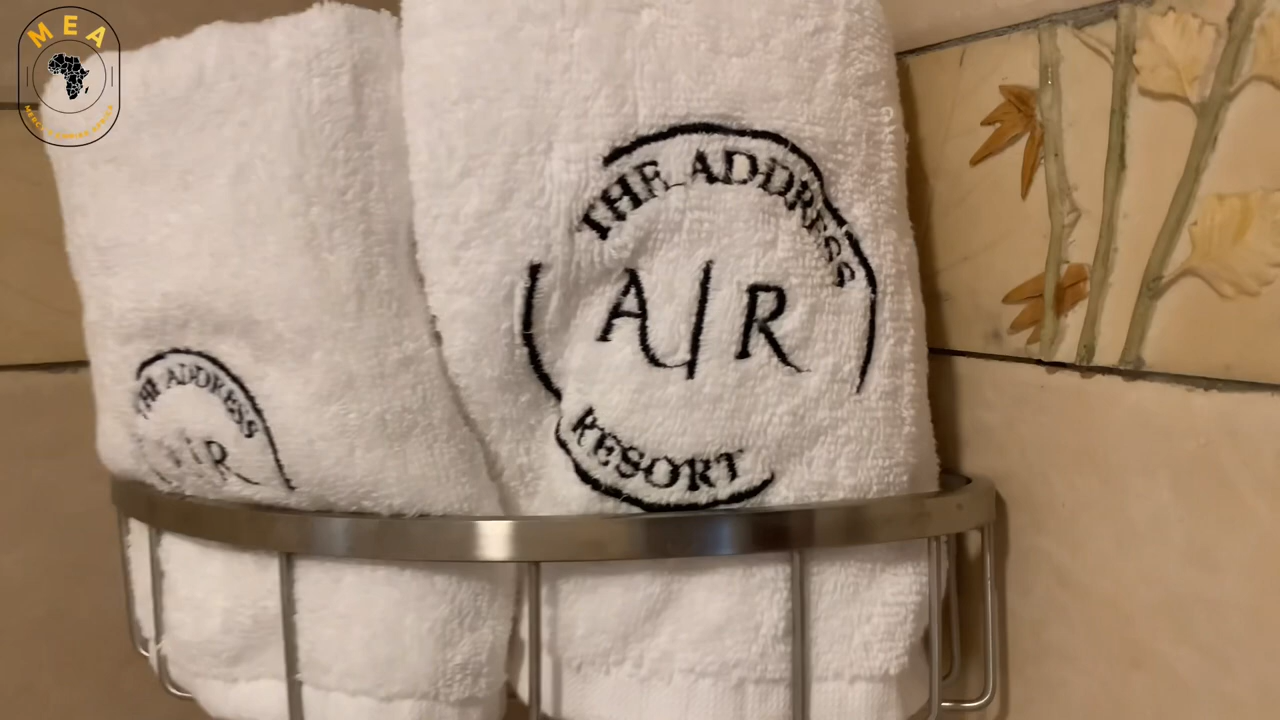 MEA
THE ADDRESS
A/R
RESORT
THE ADDRESS
R